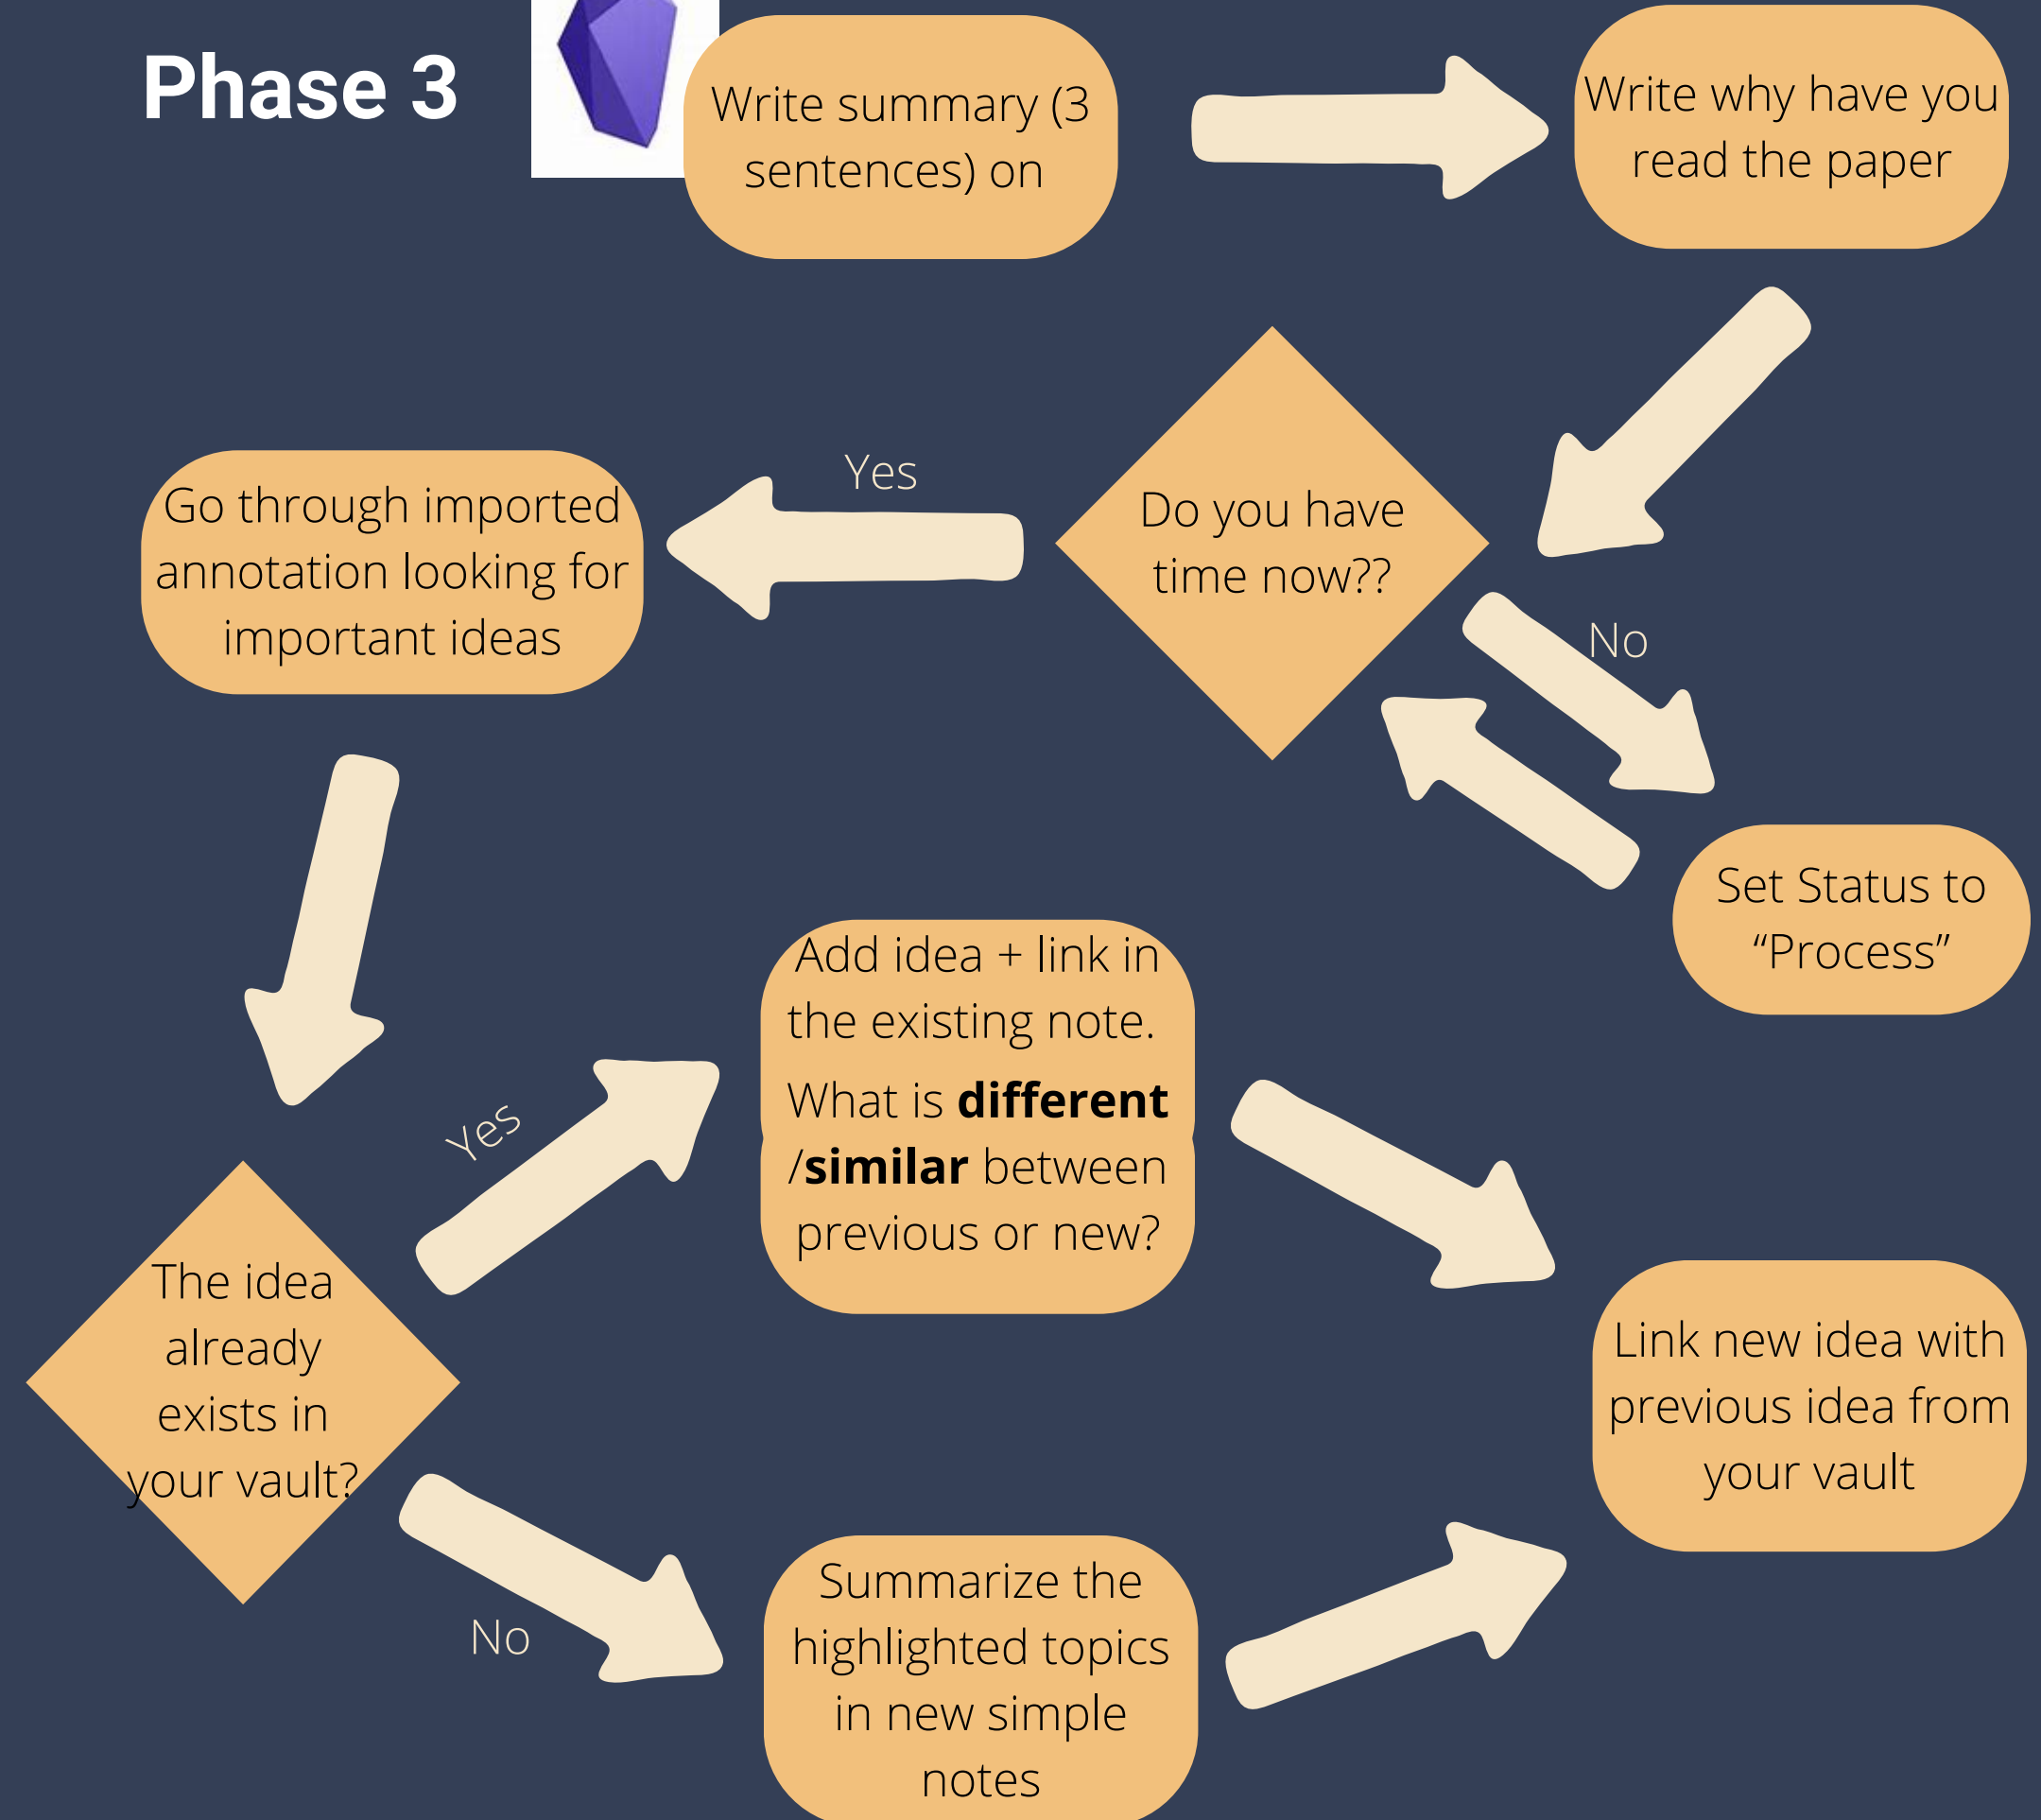 Phase 3
Write summary (3
sentences) on
Write why have you
read the paper
Do you have
time now??
Yes
No
Go through imported
annotation looking for
important ideas
Set Status to
“Process”
The idea
already
exists in
your vault?
Yes
No
Add idea + link in
the existing note.
What is different
/similar between
previous or new?
Summarize the
highlighted topics
in new simple
notes
Link new idea with
previous idea from
your vault